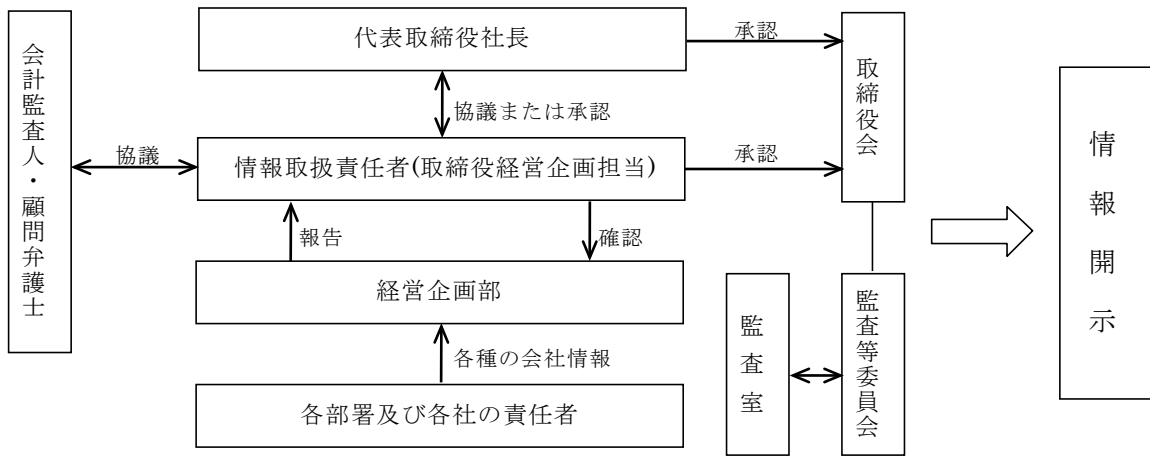 会計監査人・顧問弁護士
代表取締役社長
承認
取締役会
協議または承認
協議
情報取扱責任者(取締役経営企画担当)
承認
報告
確認
経営企画部
各種の会社情報
各部署及び各社の責任者
監査室
監査等委員会
情報開示